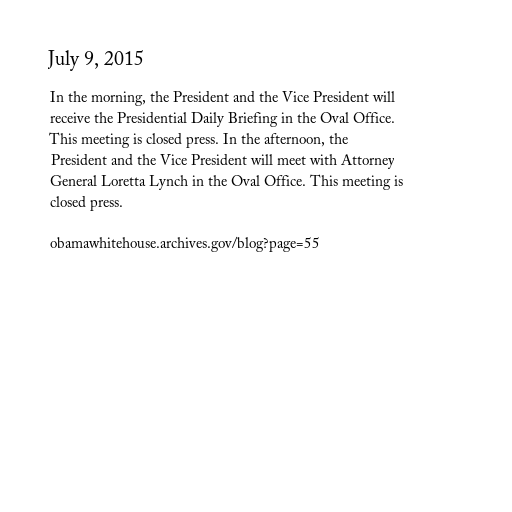 July 9, 2015
In the morning, the President and the Vice President will
receive the Presidential Daily Briefing in the Oval Office.
This meeting is closed press. In the afternoon, the
President and the Vice President will meet with Attorney
General Loretta Lynch in the Oval Office. This meeting is
closed press.
obamawhitehouse.archives.gov/blog?page=55